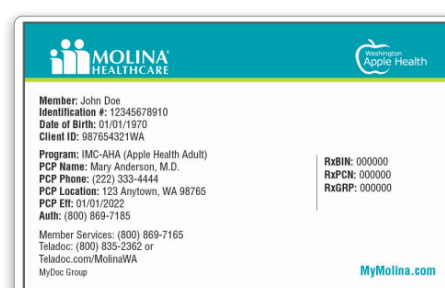 MOLINA
HEALTHCARE
Washington
Apple Health
Member: John Doe
Identification #: 12345678910
Date of Birth: 01/01/1970
Client ID: 987654321WA
Program: IMC-AHA (Apple Health Adult)
PCP Name: Mary Anderson, M.D.
PCP Phone: (222) 333-4444
PCP Location: 123 Anytown, WA 98765
PCP Eff: 01/01/2022
Auth: (800) 869-7185
RxBIN: 000000
RxPCN: 000000
RxGRP: 000000
Member Services: (800) 869-7165
Teladoc: (800) 835-2362 or
Teladoc.com/MolinaWA
MyDoc Group
MyMolina.com